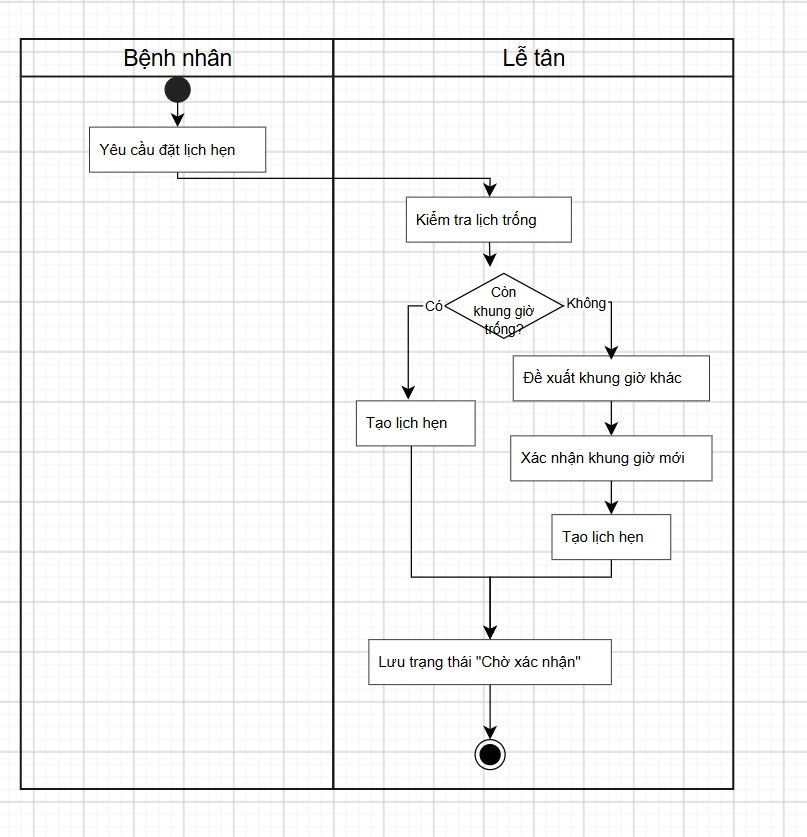 Bệnh nhân
Lễ tân
Yêu cầu đặt lịch hẹn
Kiểm tra lịch trống
Còn
khung giờ
trống?
Có
Không
Đề xuất khung giờ khác
Tạo lịch hẹn
Xác nhận khung giờ mới
Tạo lịch hẹn
Lưu trạng thái "Chờ xác nhận"